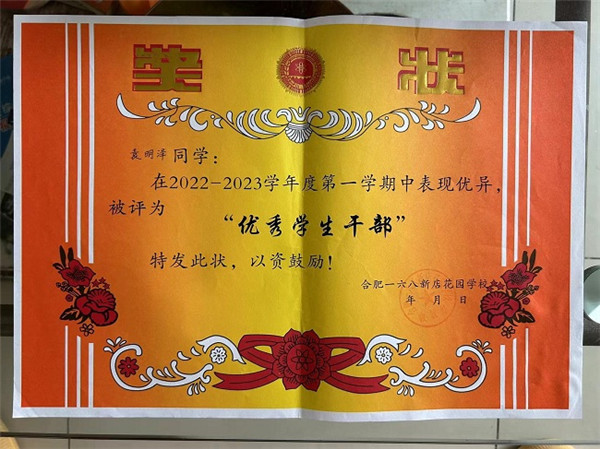 奖 状
袁明泽同学：
在2022-2023学年度第一学期中表现优异，
被评为
“优秀学生干部”
特发此状，以资鼓励！
合肥一六八新店花园学校
年 月 日